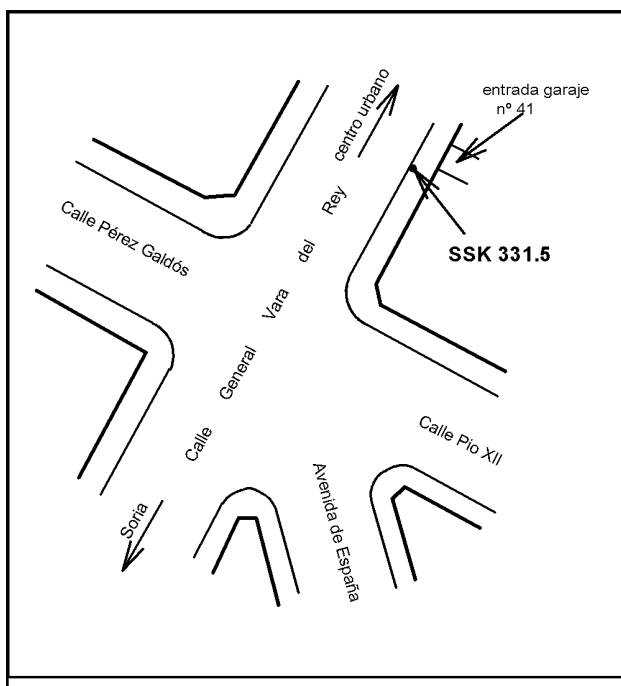 centro urbano
entrada garaje
nº 41
SSK 331.5
Calle Pérez Galdós
Calle General Vara del Rey
Calle Pio XII
Avenida de España
Soria